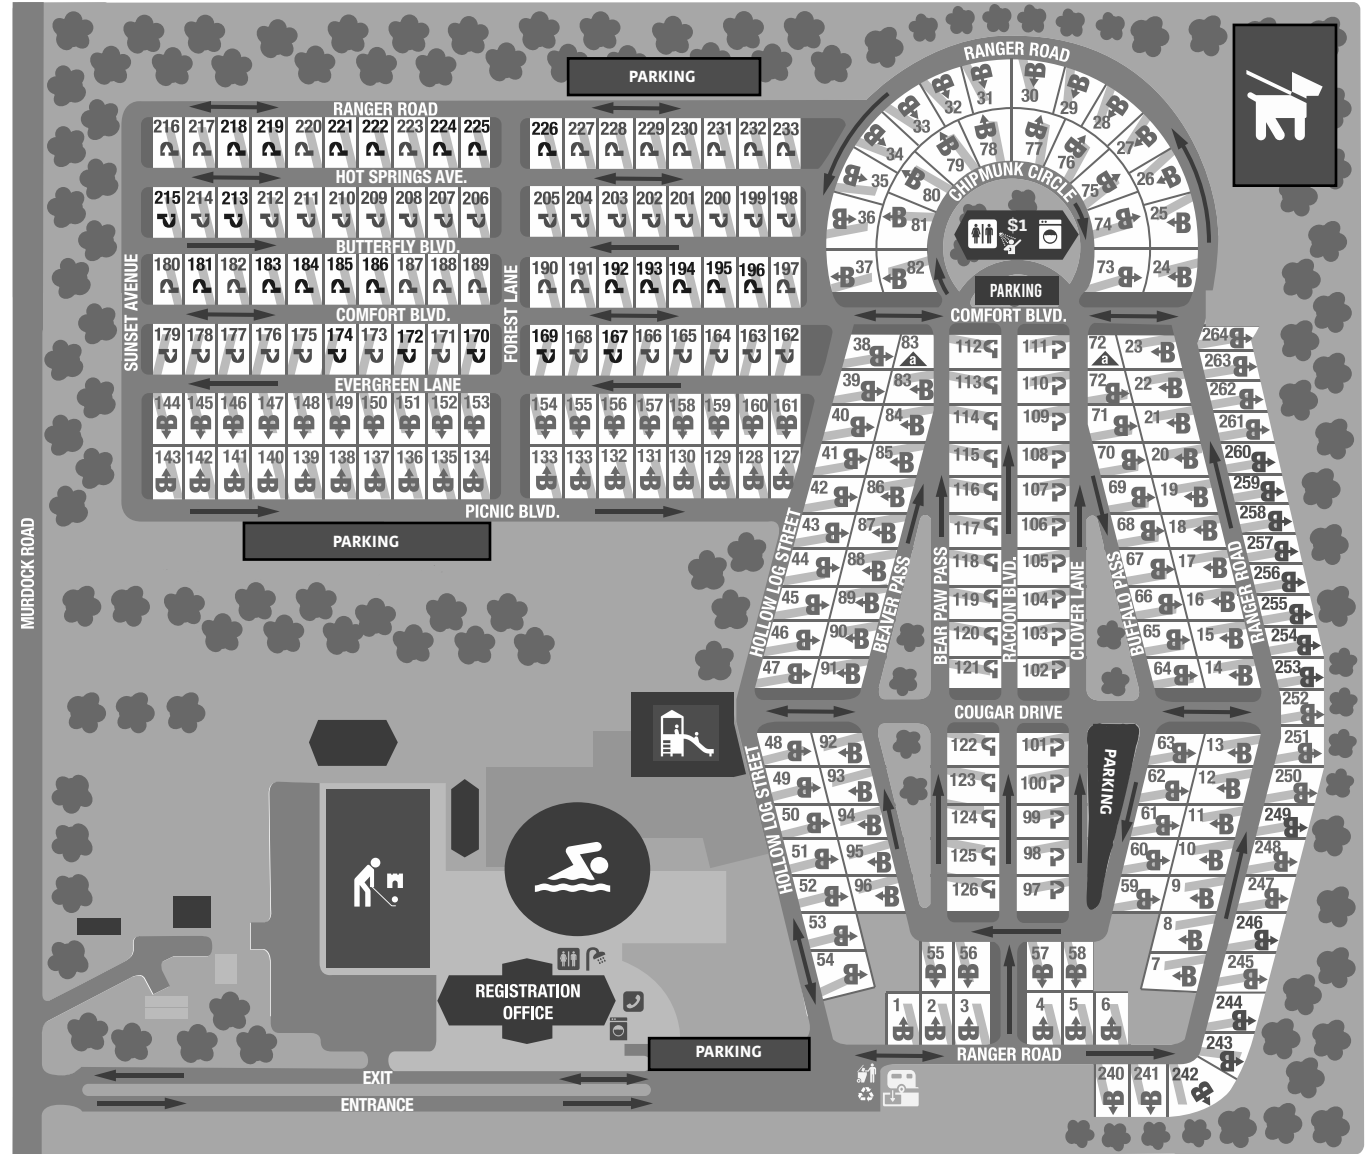 RANGER ROAD
PARKING
31 30
32 29
RANGER ROAD
33 28
216 217 218 219 220 221 222 223 224 225 226 227 228 229 230 231 232 233
34 79 78 77 76 27
HOT SPRINGS AVE.
CHIPMUNK CIRCLE
35 80 75 26
215 214 213 212 211 210 209 208 207 206 205 204 203 202 201 200 199 198
36 81 $1 74 25
BUTTERFLY BLVD.
180 181 182 183 184 185 186 187 188 189 190 191 192 193 194 195 196 197
37 82 73 24
PARKING
SUNSET AVENUE
FOREST LANE
COMFORT BLVD.
COMFORT BLVD.
179 178 177 176 175 174 173 172 171 170 169 168 167 166 165 164 163 162
38 83 a 112 111 72 a 23 264
EVERGREEN LANE
263
39 83 113 110 72 22 262
144 145 146 147 148 149 150 151 152 153 154 155 156 157 158 159 160 161
40 84 114 109 71 21 261
143 142 141 140 139 138 137 136 135 134 133 133 132 131 130 129 128 127
41 85 115 108 70 20 260
42 86 116 107 69 19 259
PICNIC BLVD.
258
43 87 117 106 68 18
MURDOCK ROAD
PARKING
257
44 88 118 105 67 17 256
45 89 119 104 66 16 255
HOLLOW LOG STREET
BEAVER PASS
BEAR PAW PASS
RACOON BLVD.
CLOVER LANE
BUFFALO PASS
RANGER ROAD
46 90 120 103 65 15 254
47 91 121 102 64 14 253
252
COUGAR DRIVE
48 92 122 101 63 13 251
PARKING
49 93 123 100 62 12 250
HOLLOW LOG STREET
50 94 124 99 61 11 249
51 95 125 98 60 10 248
52 96 126 97 59 9 247
53 8 246
54 55 56 57 58 7 245
REGISTRATION
OFFICE
1 2 3 4 5 6 244
243
PARKING
RANGER ROAD
EXIT
240 241 242
ENTRANCE